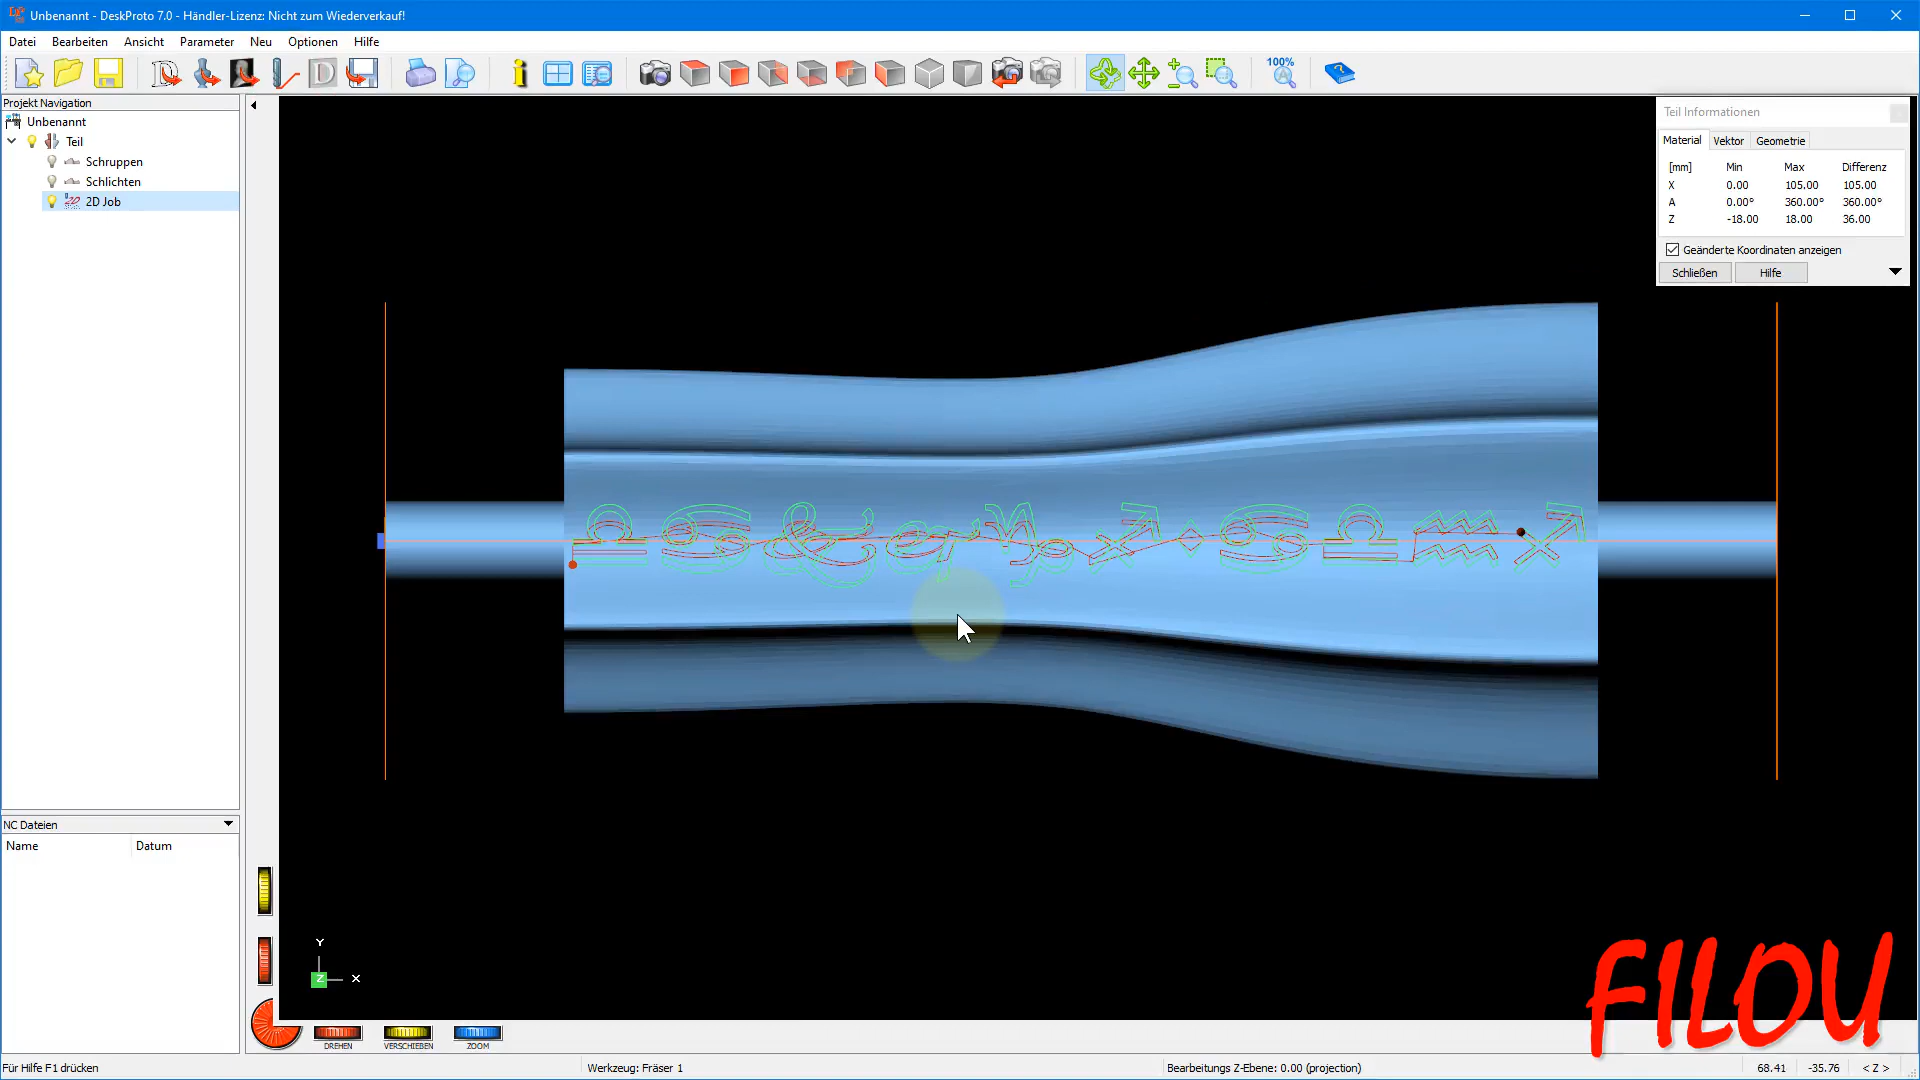 Unbenannt - DeskProto 7.0 - Händler-Lizenz: Nicht zum Wiederverkauf!
Datei Bearbeiten Ansicht Parameter Neu Optionen Hilfe
100%
Projekt Navigation
Unbenannt
Teil
Schruppen
Schlichten
2D Job
Teil Informationen
Material Vektor Geometrie
[mm] Min Max Differenz
X 0.00 105.00 105.00
A 0.00° 360.00° 360.00°
Z -18.00 18.00 36.00
Geänderte Koordinaten anzeigen
Schließen Hilfe
NC Dateien
Name Datum
Y
Z X
DREHEN VERSCHIEBEN ZOOM
FILOU
Für Hilfe F1 drücken Werkzeug: Fräser 1 Bearbeitungs Z-Ebene: 0.00 (projection) 68.41 -35.76 < Z >